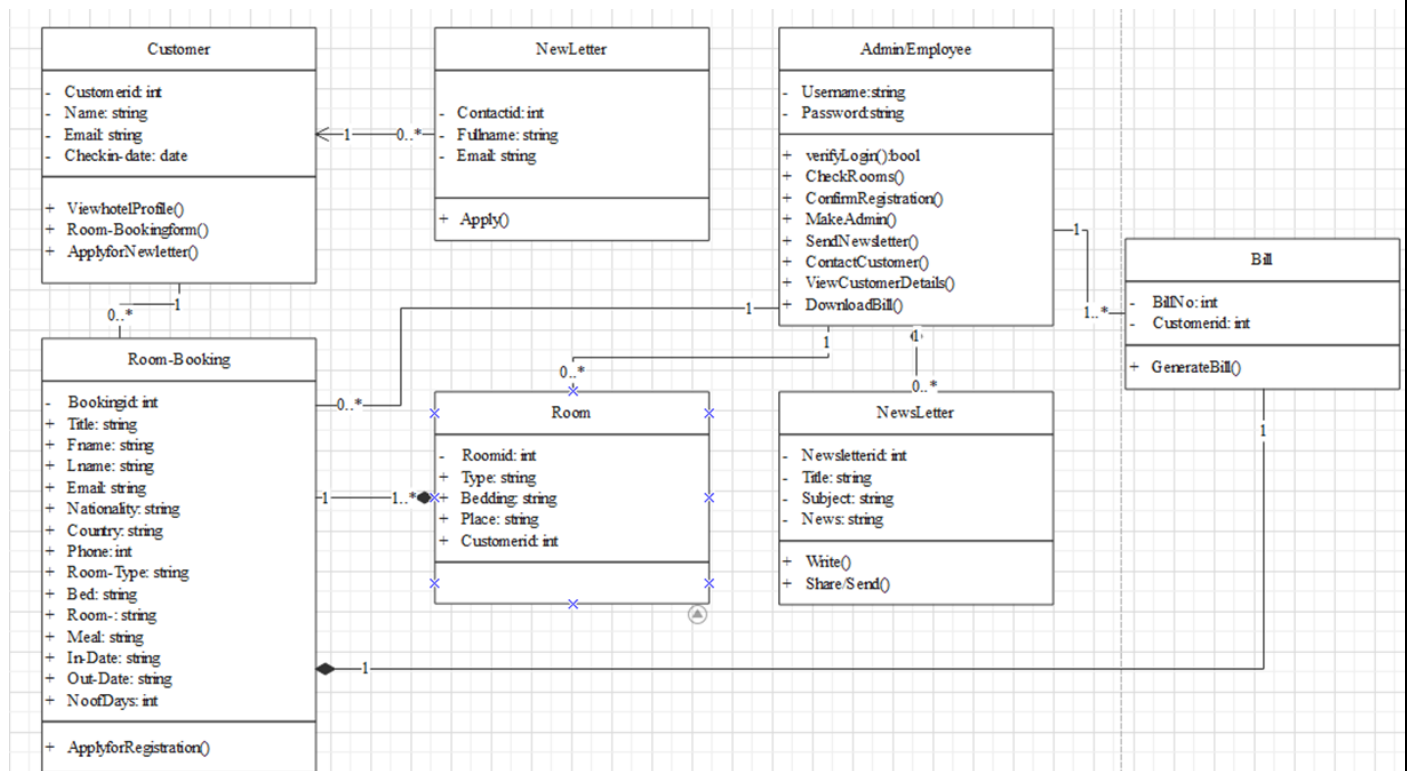 Customer
- Customerid: int
- Name: string
- Email: string
- Checkin-date: date
+ ViewhotelProfile()
+ Room-Bookingform()
+ ApplyforNewletter()
1
0..*
NewLetter
- Contactid: int
- Fullname: string
- Email: string
+ Apply()
1
0..*
Admin/Employee
- Username:string
- Password:string
+ verifyLogin():bool
+ CheckRooms()
+ ConfirmRegistration()
+ MakeAdmin()
+ SendNewsletter()
+ ContactCustomer()
+ ViewCustomerDetails()
+ DownloadBill()
1
1..*
Bill
- BillNo: int
- Customerid: int
+ GenerateBill()
1
1
0..*
1
0..*
1
0..*
Room-Booking
- Bookingid: int
+ Title: string
+ Fname: string
+ Lname: string
+ Email: string
+ Nationality: string
+ Country: string
+ Phone: int
+ Room-Type: string
+ Bed: string
+ Room-: string
+ Meal: string
+ In-Date: string
+ Out-Date: string
+ NoofDays: int
+ ApplyforRegistration()
1
1..*
Room
- Roomid: int
+ Type: string
+ Bedding: string
+ Place: string
+ Customerid: int
NewsLetter
- Newsletterid: int
- Title: string
- Subject: string
- News: string
+ Write()
+ Share/Send()
1